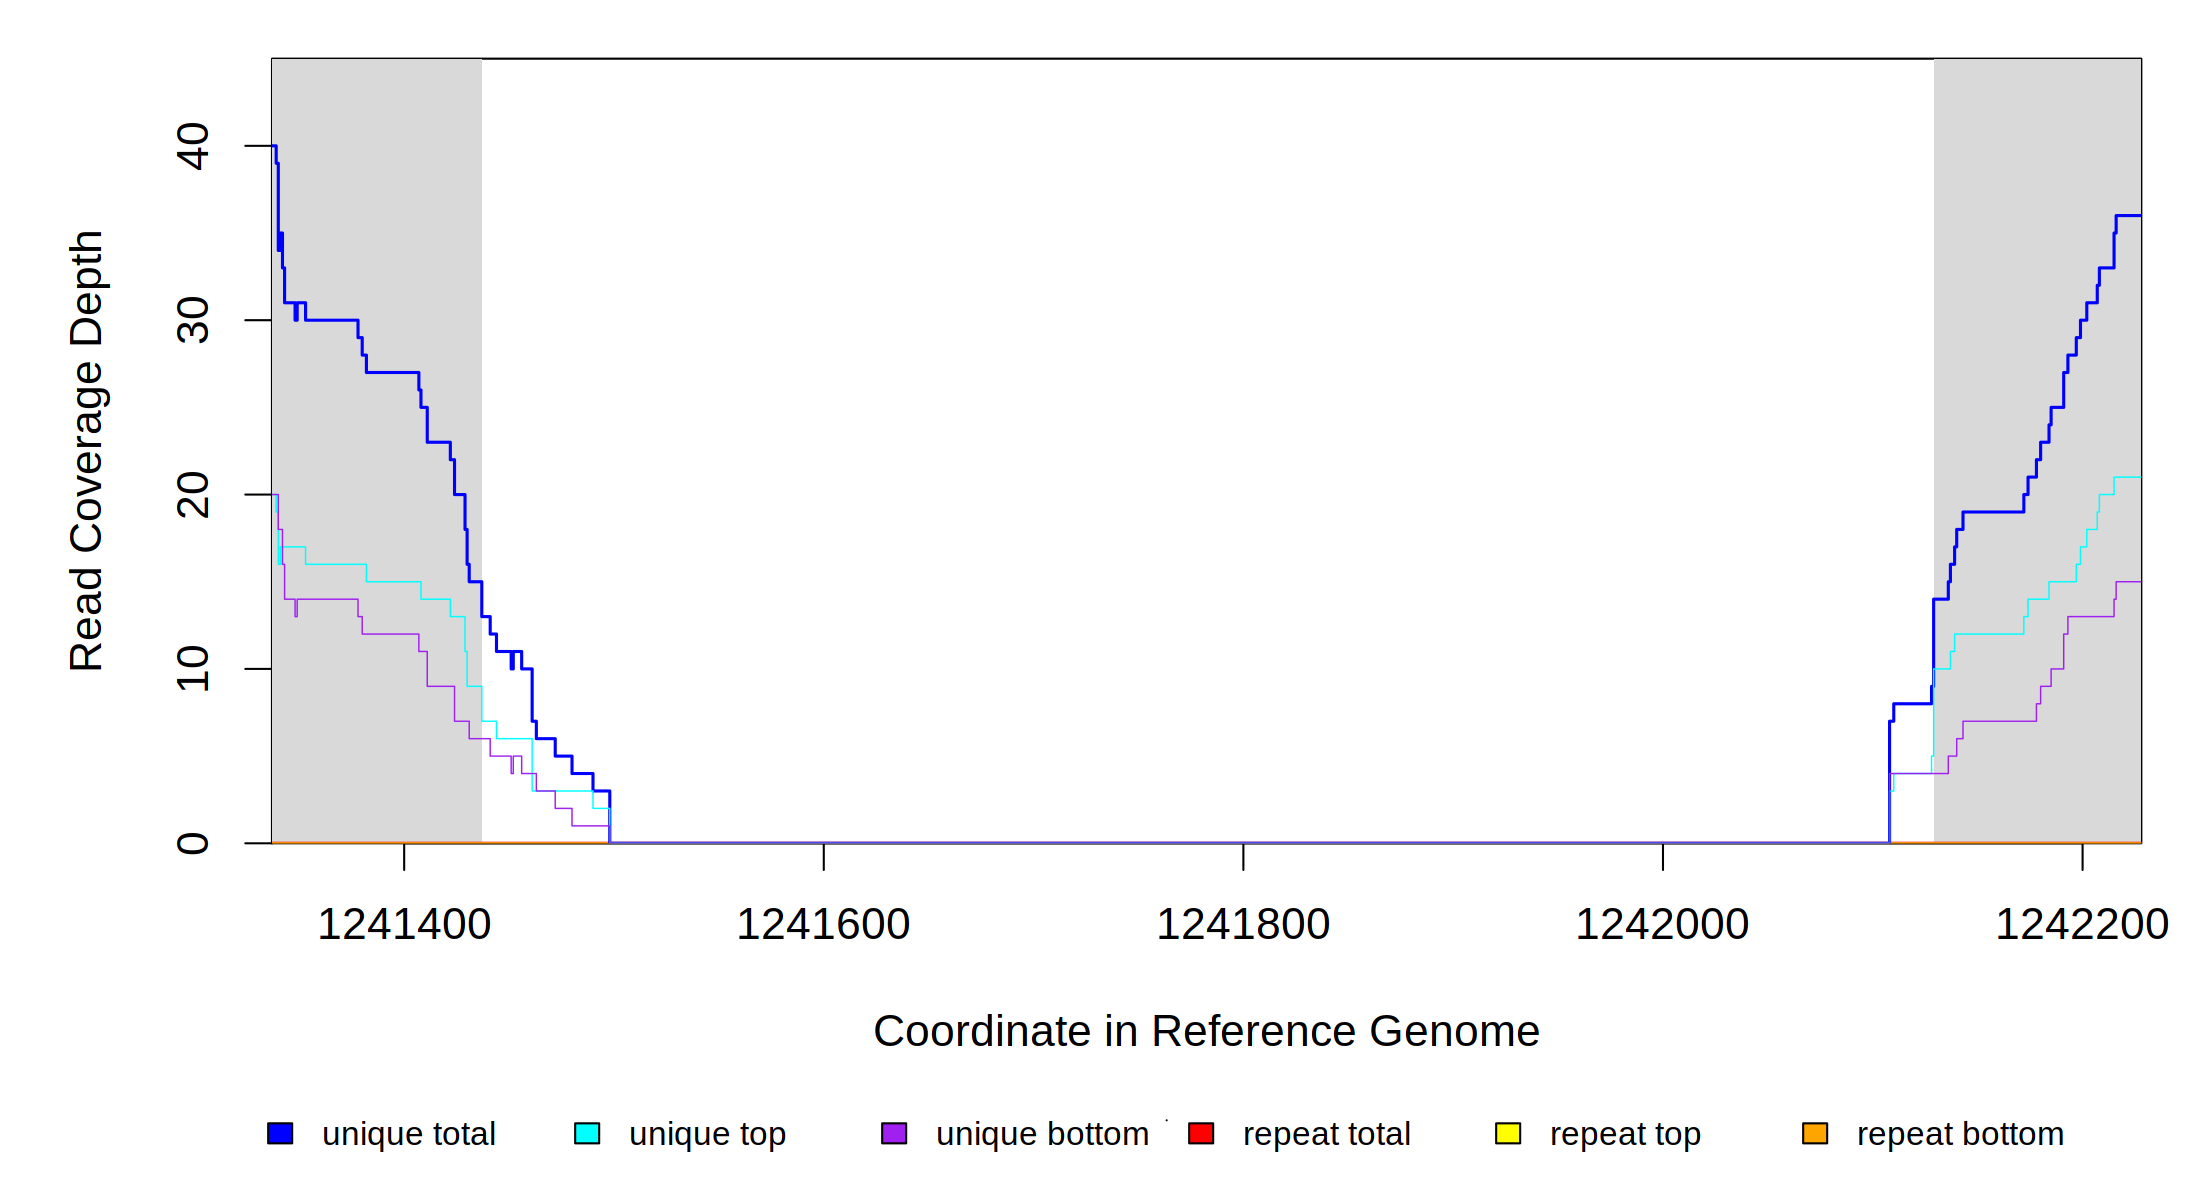 Read Coverage Depth
40
30
20
10
0
1241400 1241600 1241800 1242000 1242200
Coordinate in Reference Genome
unique total unique top unique bottom repeat total repeat top repeat bottom